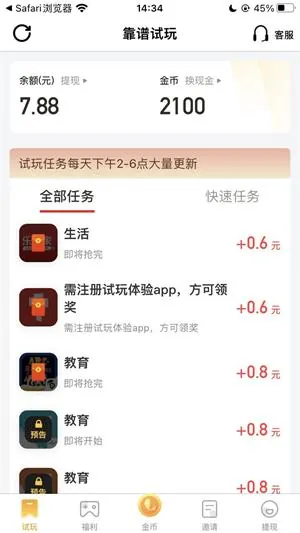 Safari浏览器
14:34
45%
靠谱试玩
客服
余额(元) 提现
金币 换现金
7.88
2100
试玩任务每天下午2-6点大量更新
全部任务
快速任务
生活
即将抢完
+0.6 元
需注册试玩体验app，方可领
奖
需注册试玩体验app，方可领奖
+0.6 元
教育
即将抢完
+0.8 元
预告
教育
即将开始
+0.8 元
预告
教育
+0.8 元
试玩
福利
金币
邀请
提现